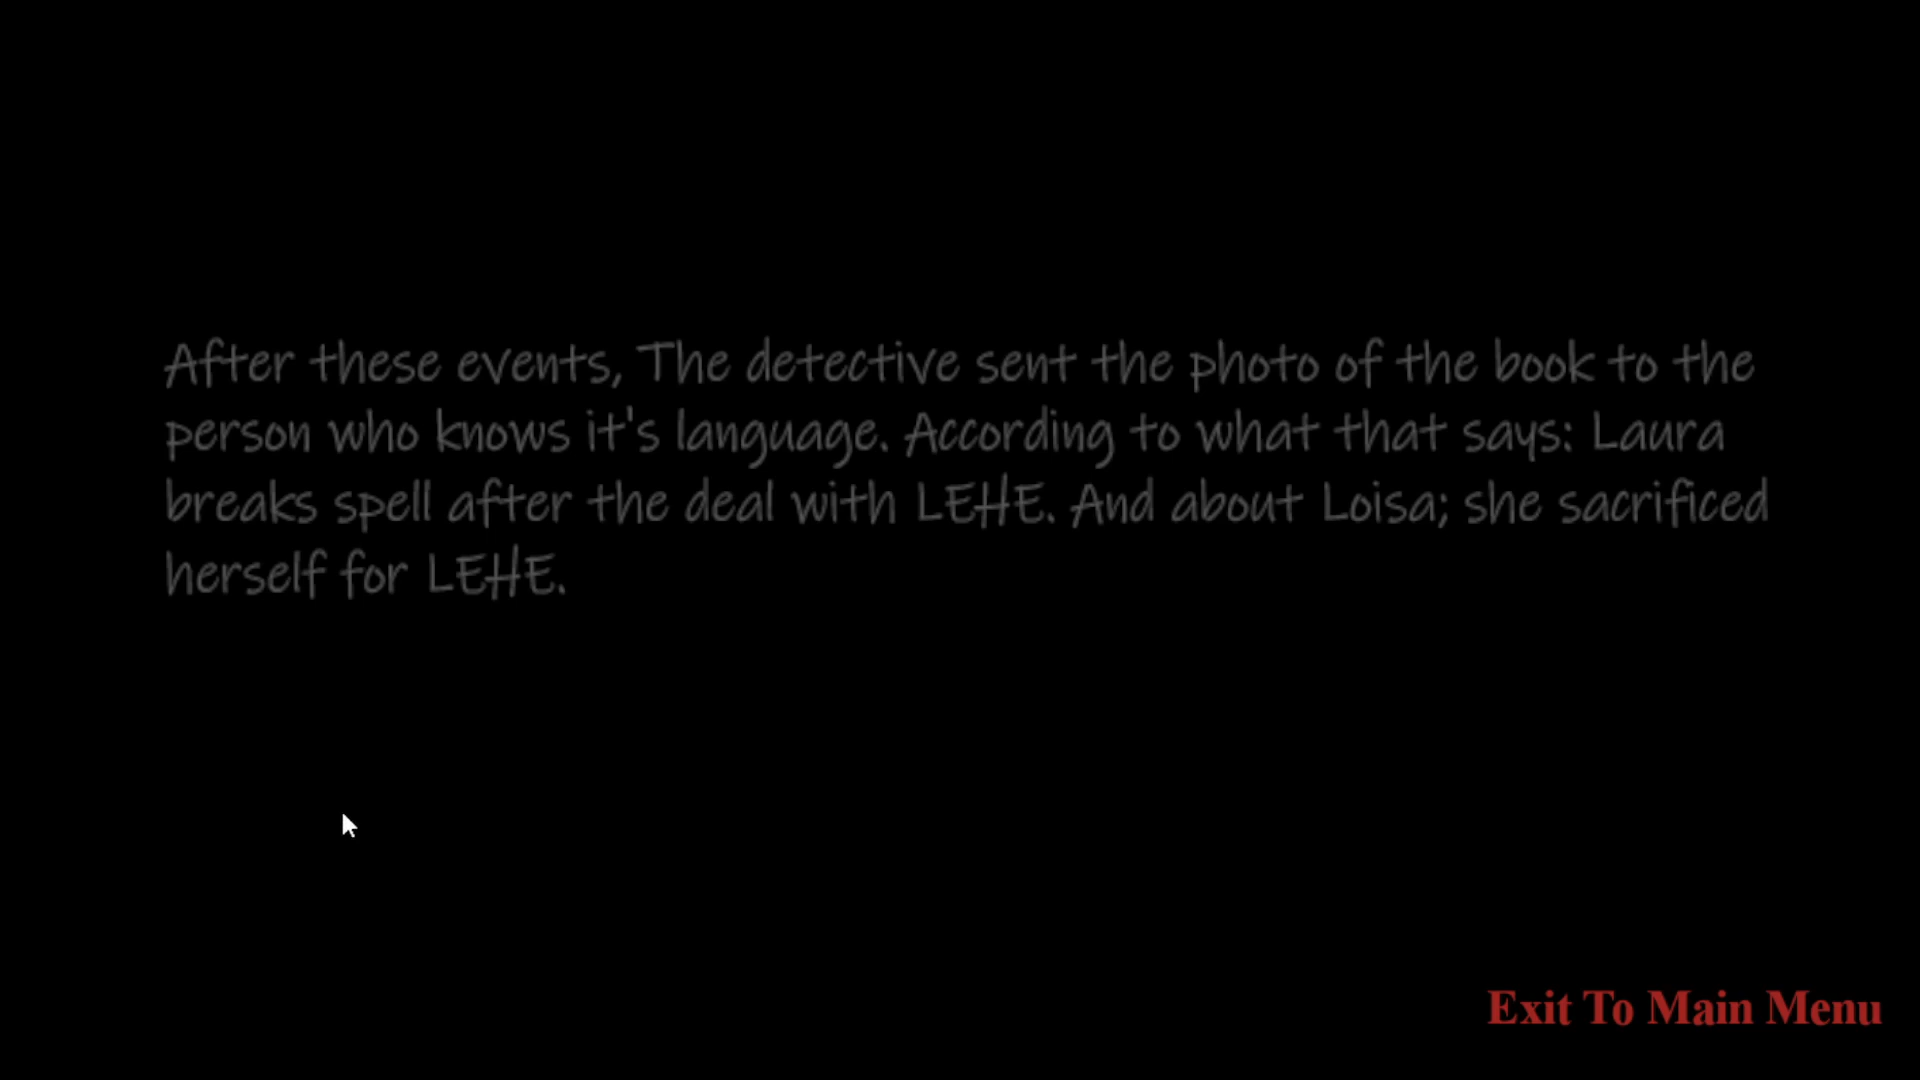 After these events, The detective sent the photo of the book to the
person who knows it's language. According to what that says: Laura
breaks spell after the deal with LEHE. And about Loisa; she sacrificed
herself for LEHE.
Exit To Main Menu